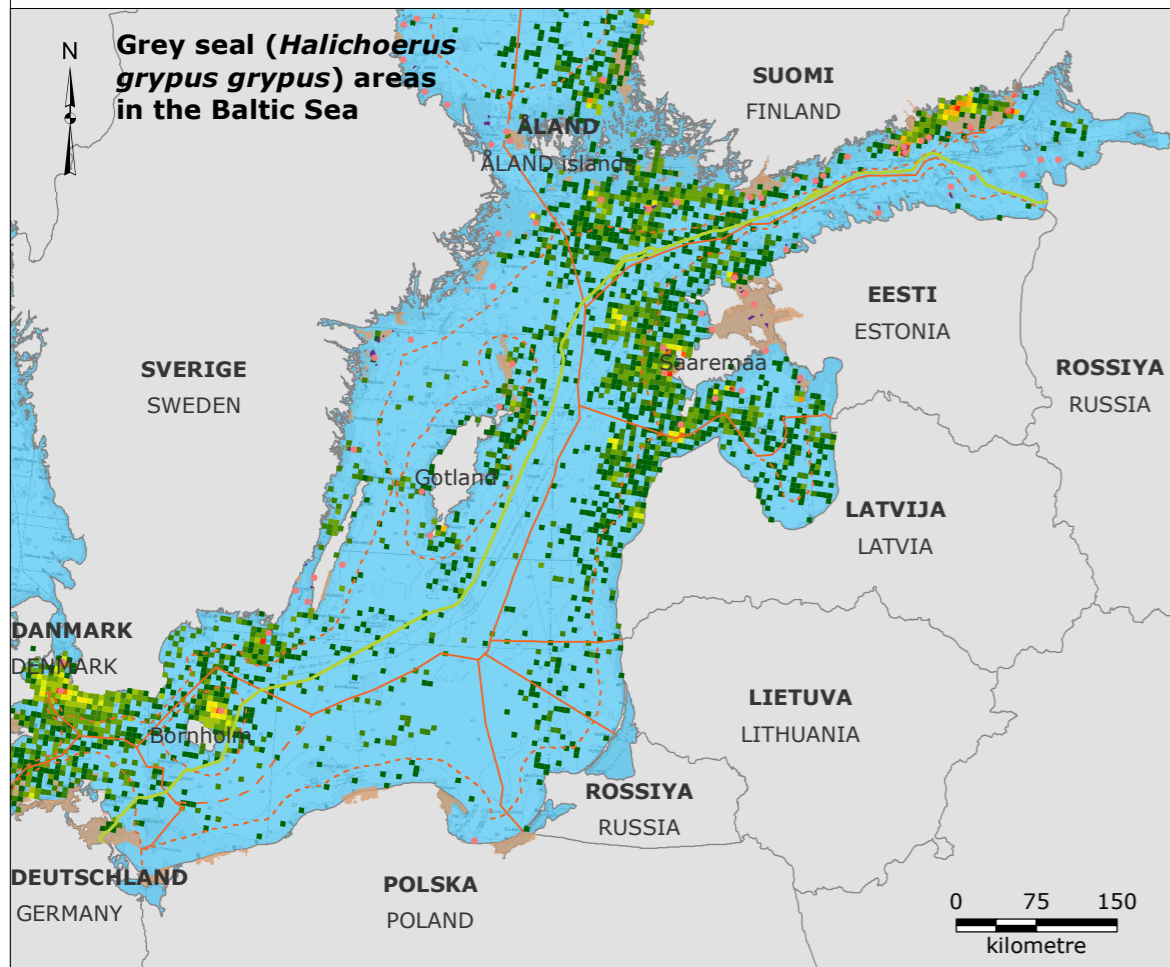 N
Grey seal (Halichoerus
grypus grypus) areas
in the Baltic Sea
SUOMI
FINLAND
ÅLAND
ÅLAND islands
EESTI
ESTONIA
Saaremaa
ROSSIYA
RUSSIA
SVERIGE
SWEDEN
Gotland
LATVIJA
LATVIA
DANMARK
DENMARK
LIETUVA
LITHUANIA
Bornholm
ROSSIYA
RUSSIA
DEUTSCHLAND
GERMANY
POLSKA
POLAND
0 75 150
kilometre